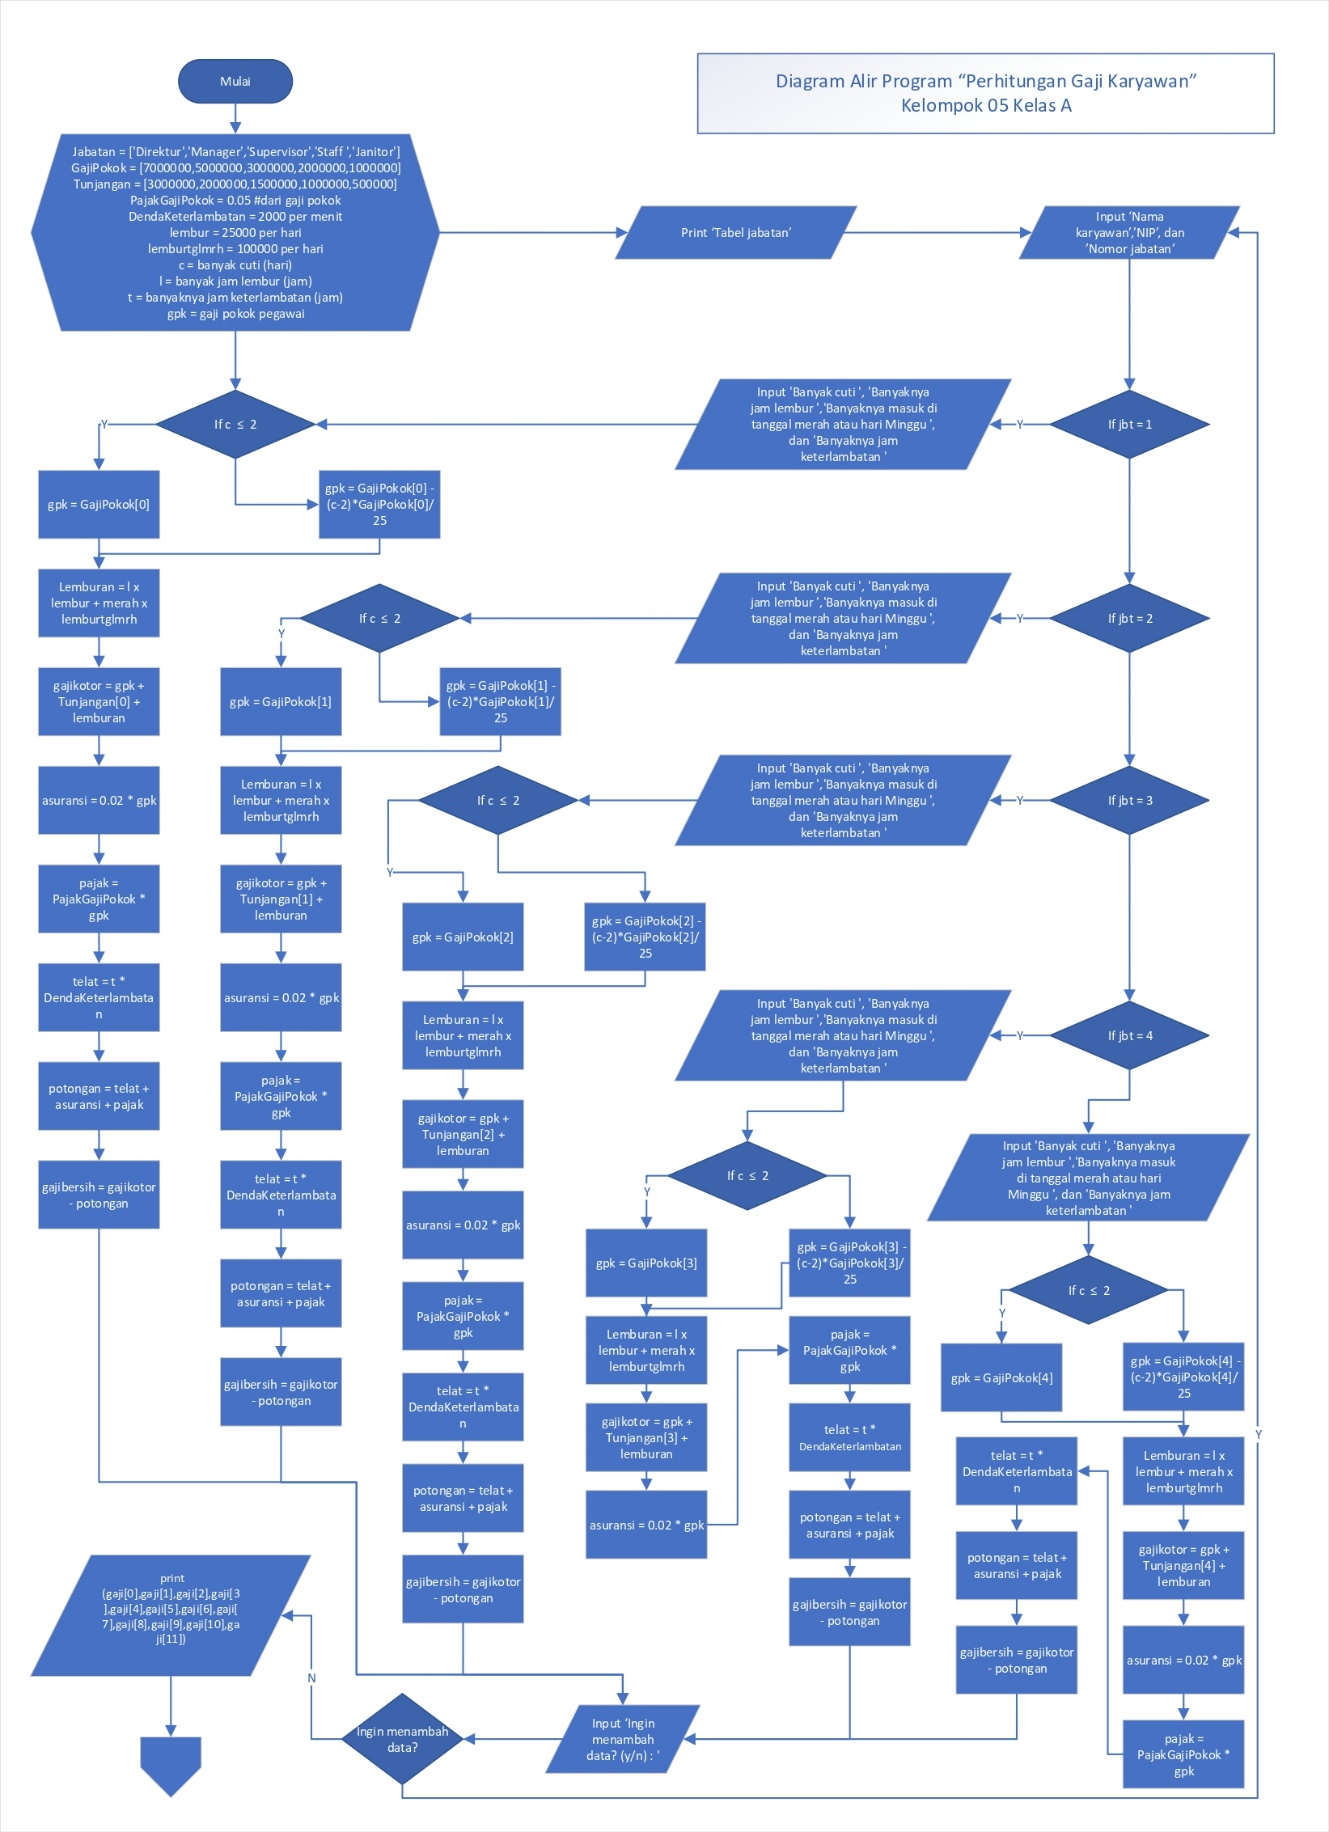 Diagram Alir Program “Perhitungan Gaji Karyawan”
Kelompok 05 Kelas A
Mulai
Jabatan = ['Direktur','Manager','Supervisor','Staff ','Janitor']
GajiPokok = [7000000,5000000,3000000,2000000,1000000]
Tunjangan = [3000000,2000000,1500000,1000000,500000]
PajakGajiPokok = 0.05 #dari gaji pokok
DendaKeterlambatan = 2000 per menit
lembur = 25000 per hari
lemburtglmrh = 100000 per hari
c = banyak cuti (hari)
l = banyak jam lembur (jam)
t = banyaknya jam keterlambatan (jam)
gpk = gaji pokok pegawai
Print ‘Tabel jabatan’
Input ‘Nama
karyawan’,’NIP’, dan
’Nomor jabatan’
If jbt = 1
Y
Input 'Banyak cuti ', 'Banyaknya
jam lembur ','Banyaknya masuk di
tanggal merah atau hari Minggu ',
dan 'Banyaknya jam
keterlambatan '
If c ≤ 2
Y
gpk = GajiPokok[0]
gpk = GajiPokok[0] -
(c-2)*GajiPokok[0]/
25
Lemburan = l x
lembur + merah x
lemburtglmrh
gajikotor = gpk +
Tunjangan[0] +
lemburan
asuransi = 0.02 * gpk
pajak =
PajakGajiPokok *
gpk
telat = t *
DendaKeterlambata
n
potongan = telat +
asuransi + pajak
gajibersih = gajikotor
- potongan
If jbt = 2
Y
Input 'Banyak cuti ', 'Banyaknya
jam lembur ','Banyaknya masuk di
tanggal merah atau hari Minggu ',
dan 'Banyaknya jam
keterlambatan '
If c ≤ 2
Y
gpk = GajiPokok[1]
gpk = GajiPokok[1] -
(c-2)*GajiPokok[1]/
25
Lemburan = l x
lembur + merah x
lemburtglmrh
gajikotor = gpk +
Tunjangan[1] +
lemburan
asuransi = 0.02 * gpk
pajak =
PajakGajiPokok *
gpk
telat = t *
DendaKeterlambata
n
potongan = telat +
asuransi + pajak
gajibersih = gajikotor
- potongan
If jbt = 3
Y
Input 'Banyak cuti ', 'Banyaknya
jam lembur ','Banyaknya masuk di
tanggal merah atau hari Minggu ',
dan 'Banyaknya jam
keterlambatan '
If c ≤ 2
Y
gpk = GajiPokok[2]
gpk = GajiPokok[2] -
(c-2)*GajiPokok[2]/
25
Lemburan = l x
lembur + merah x
lemburtglmrh
gajikotor = gpk +
Tunjangan[2] +
lemburan
asuransi = 0.02 * gpk
pajak =
PajakGajiPokok *
gpk
telat = t *
DendaKeterlambata
n
potongan = telat +
asuransi + pajak
gajibersih = gajikotor
- potongan
If jbt = 4
Y
Input 'Banyak cuti ', 'Banyaknya
jam lembur ','Banyaknya masuk di
tanggal merah atau hari Minggu ',
dan 'Banyaknya jam
keterlambatan '
If c ≤ 2
Y
gpk = GajiPokok[3]
gpk = GajiPokok[3] -
(c-2)*GajiPokok[3]/
25
Lemburan = l x
lembur + merah x
lemburtglmrh
gajikotor = gpk +
Tunjangan[3] +
lemburan
asuransi = 0.02 * gpk
pajak =
PajakGajiPokok *
gpk
telat = t *
DendaKeterlambatan
potongan = telat +
asuransi + pajak
gajibersih = gajikotor
- potongan
Input 'Banyak cuti ', 'Banyaknya
jam lembur ','Banyaknya masuk
di tanggal merah atau hari
Minggu ', dan 'Banyaknya jam
keterlambatan '
If c ≤ 2
Y
gpk = GajiPokok[4]
gpk = GajiPokok[4] -
(c-2)*GajiPokok[4]/
25
Lemburan = l x
lembur + merah x
lemburtglmrh
gajikotor = gpk +
Tunjangan[4] +
lemburan
asuransi = 0.02 * gpk
pajak =
PajakGajiPokok *
gpk
telat = t *
DendaKeterlambata
n
potongan = telat +
asuransi + pajak
gajibersih = gajikotor
- potongan
Input ‘Ingin
menambah
data? (y/n) : ’
Ingin menambah
data?
Y
N
print
(gaji[0],gaji[1],gaji[2],gaji[3
],gaji[4],gaji[5],gaji[6],gaji[
7],gaji[8],gaji[9],gaji[10],ga
ji[11])